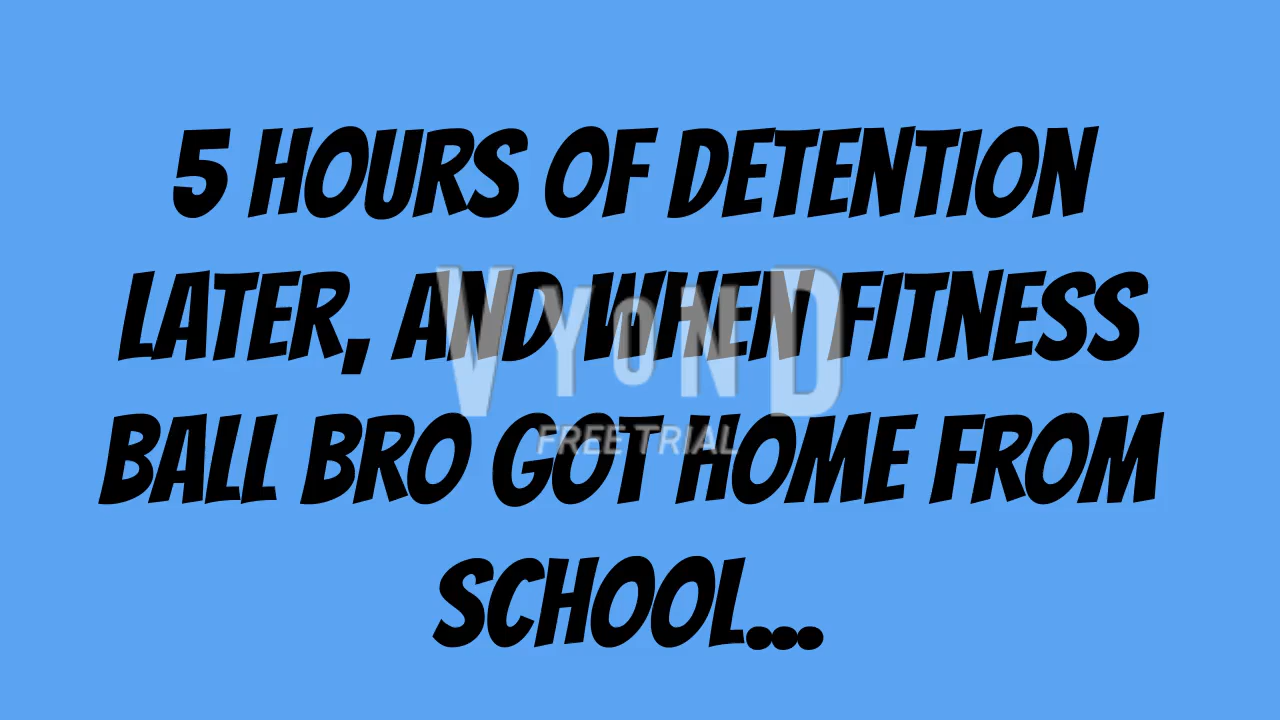 5 HOURS OF DETENTION
LATER, AND WHEN FITNESS
BALL BRO GOT HOME FROM
SCHOOL...
VYOND
FREE TRIAL